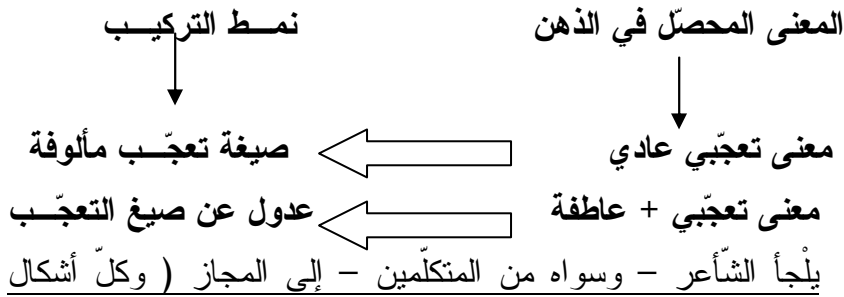 المعنى المحصّل في الذهن نمـــط التركيـــب
معنى تعجّبي عادي صيغة تعجّـــب مألوفة
معنى تعجّبي + عاطفة عدول عن صيغ التعجّـــب
يلْجأ الشّأعر – وسواه من المتكلّمين – إلى المجاز ( وكلّ أشكال